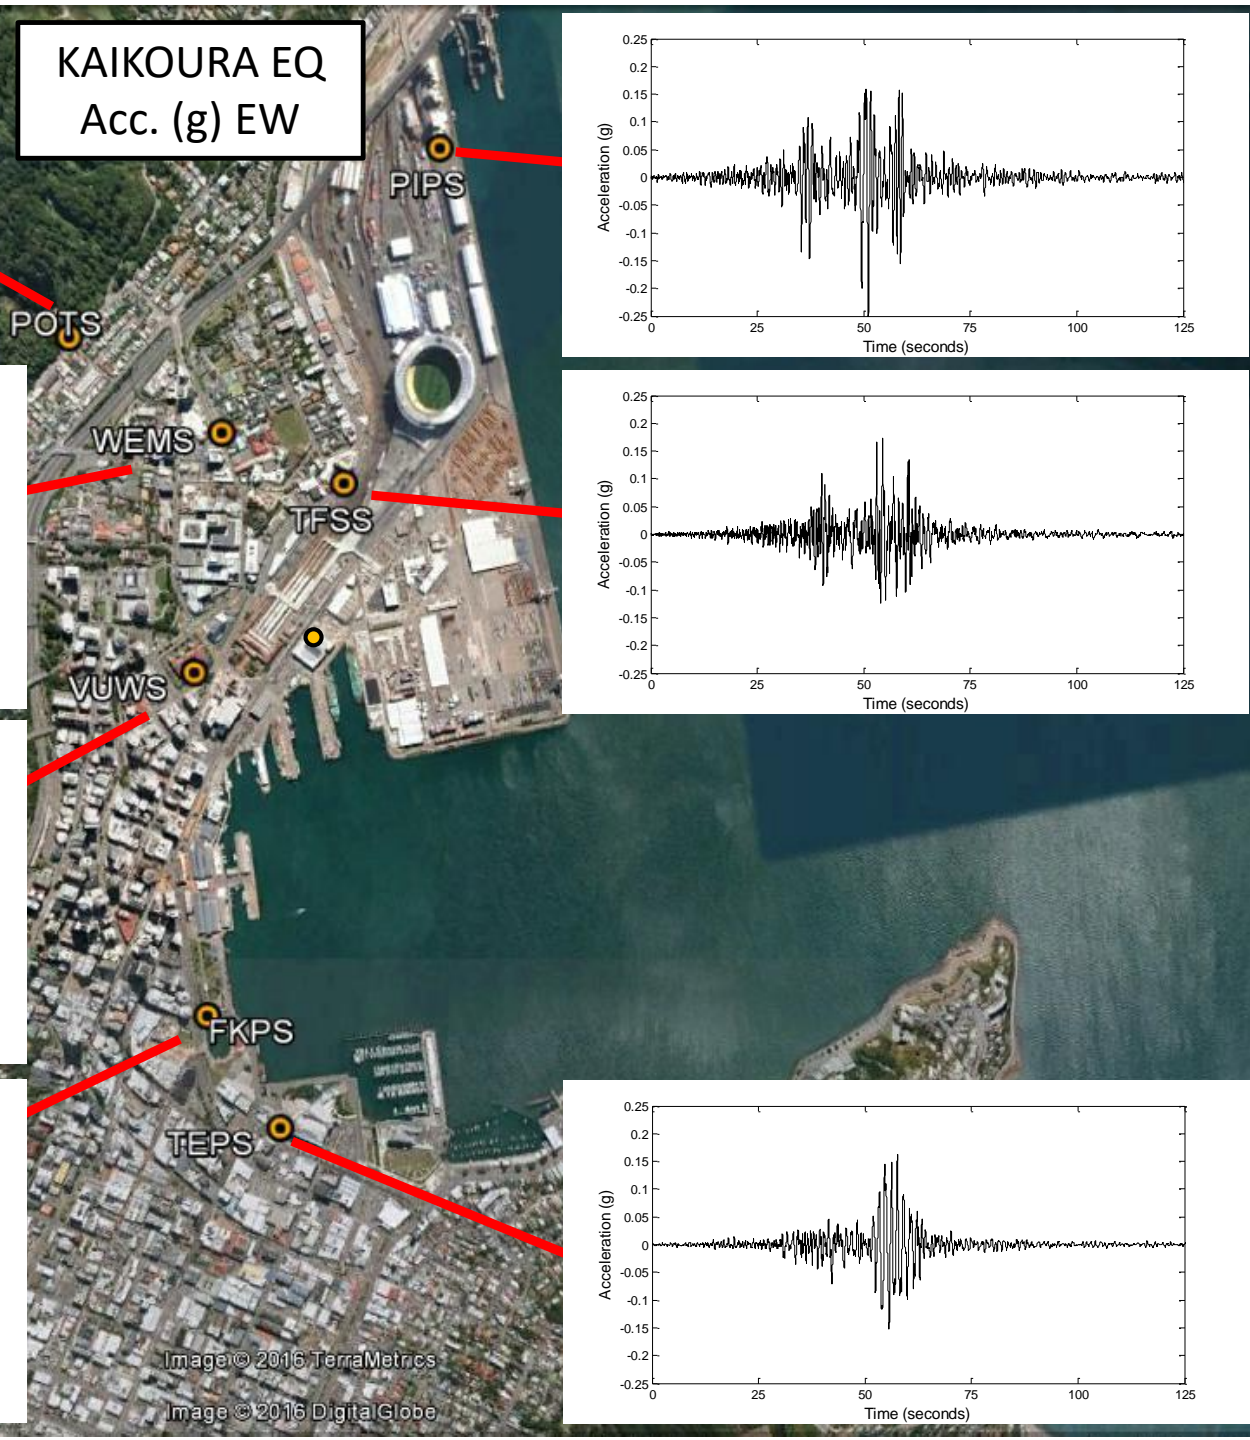 KAIKOURA EQ
Acc. (g) EW
PIPS
POTS
WEMS
TFSS
VUWS
FKPS
TEPS
Image © 2016 TerraMetrics
Image © 2016 DigitalGlobe
Acceleration (g)
0.25
0.2
0.15
0.1
0.05
0
-0.05
-0.1
-0.15
-0.2
-0.25
0 25 50 75 100 125
Time (seconds)
Acceleration (g)
0.25
0.2
0.15
0.1
0.05
0
-0.05
-0.1
-0.15
-0.2
-0.25
0 25 50 75 100 125
Time (seconds)
Acceleration (g)
0.25
0.2
0.15
0.1
0.05
0
-0.05
-0.1
-0.15
-0.2
-0.25
0 25 50 75 100 125
Time (seconds)